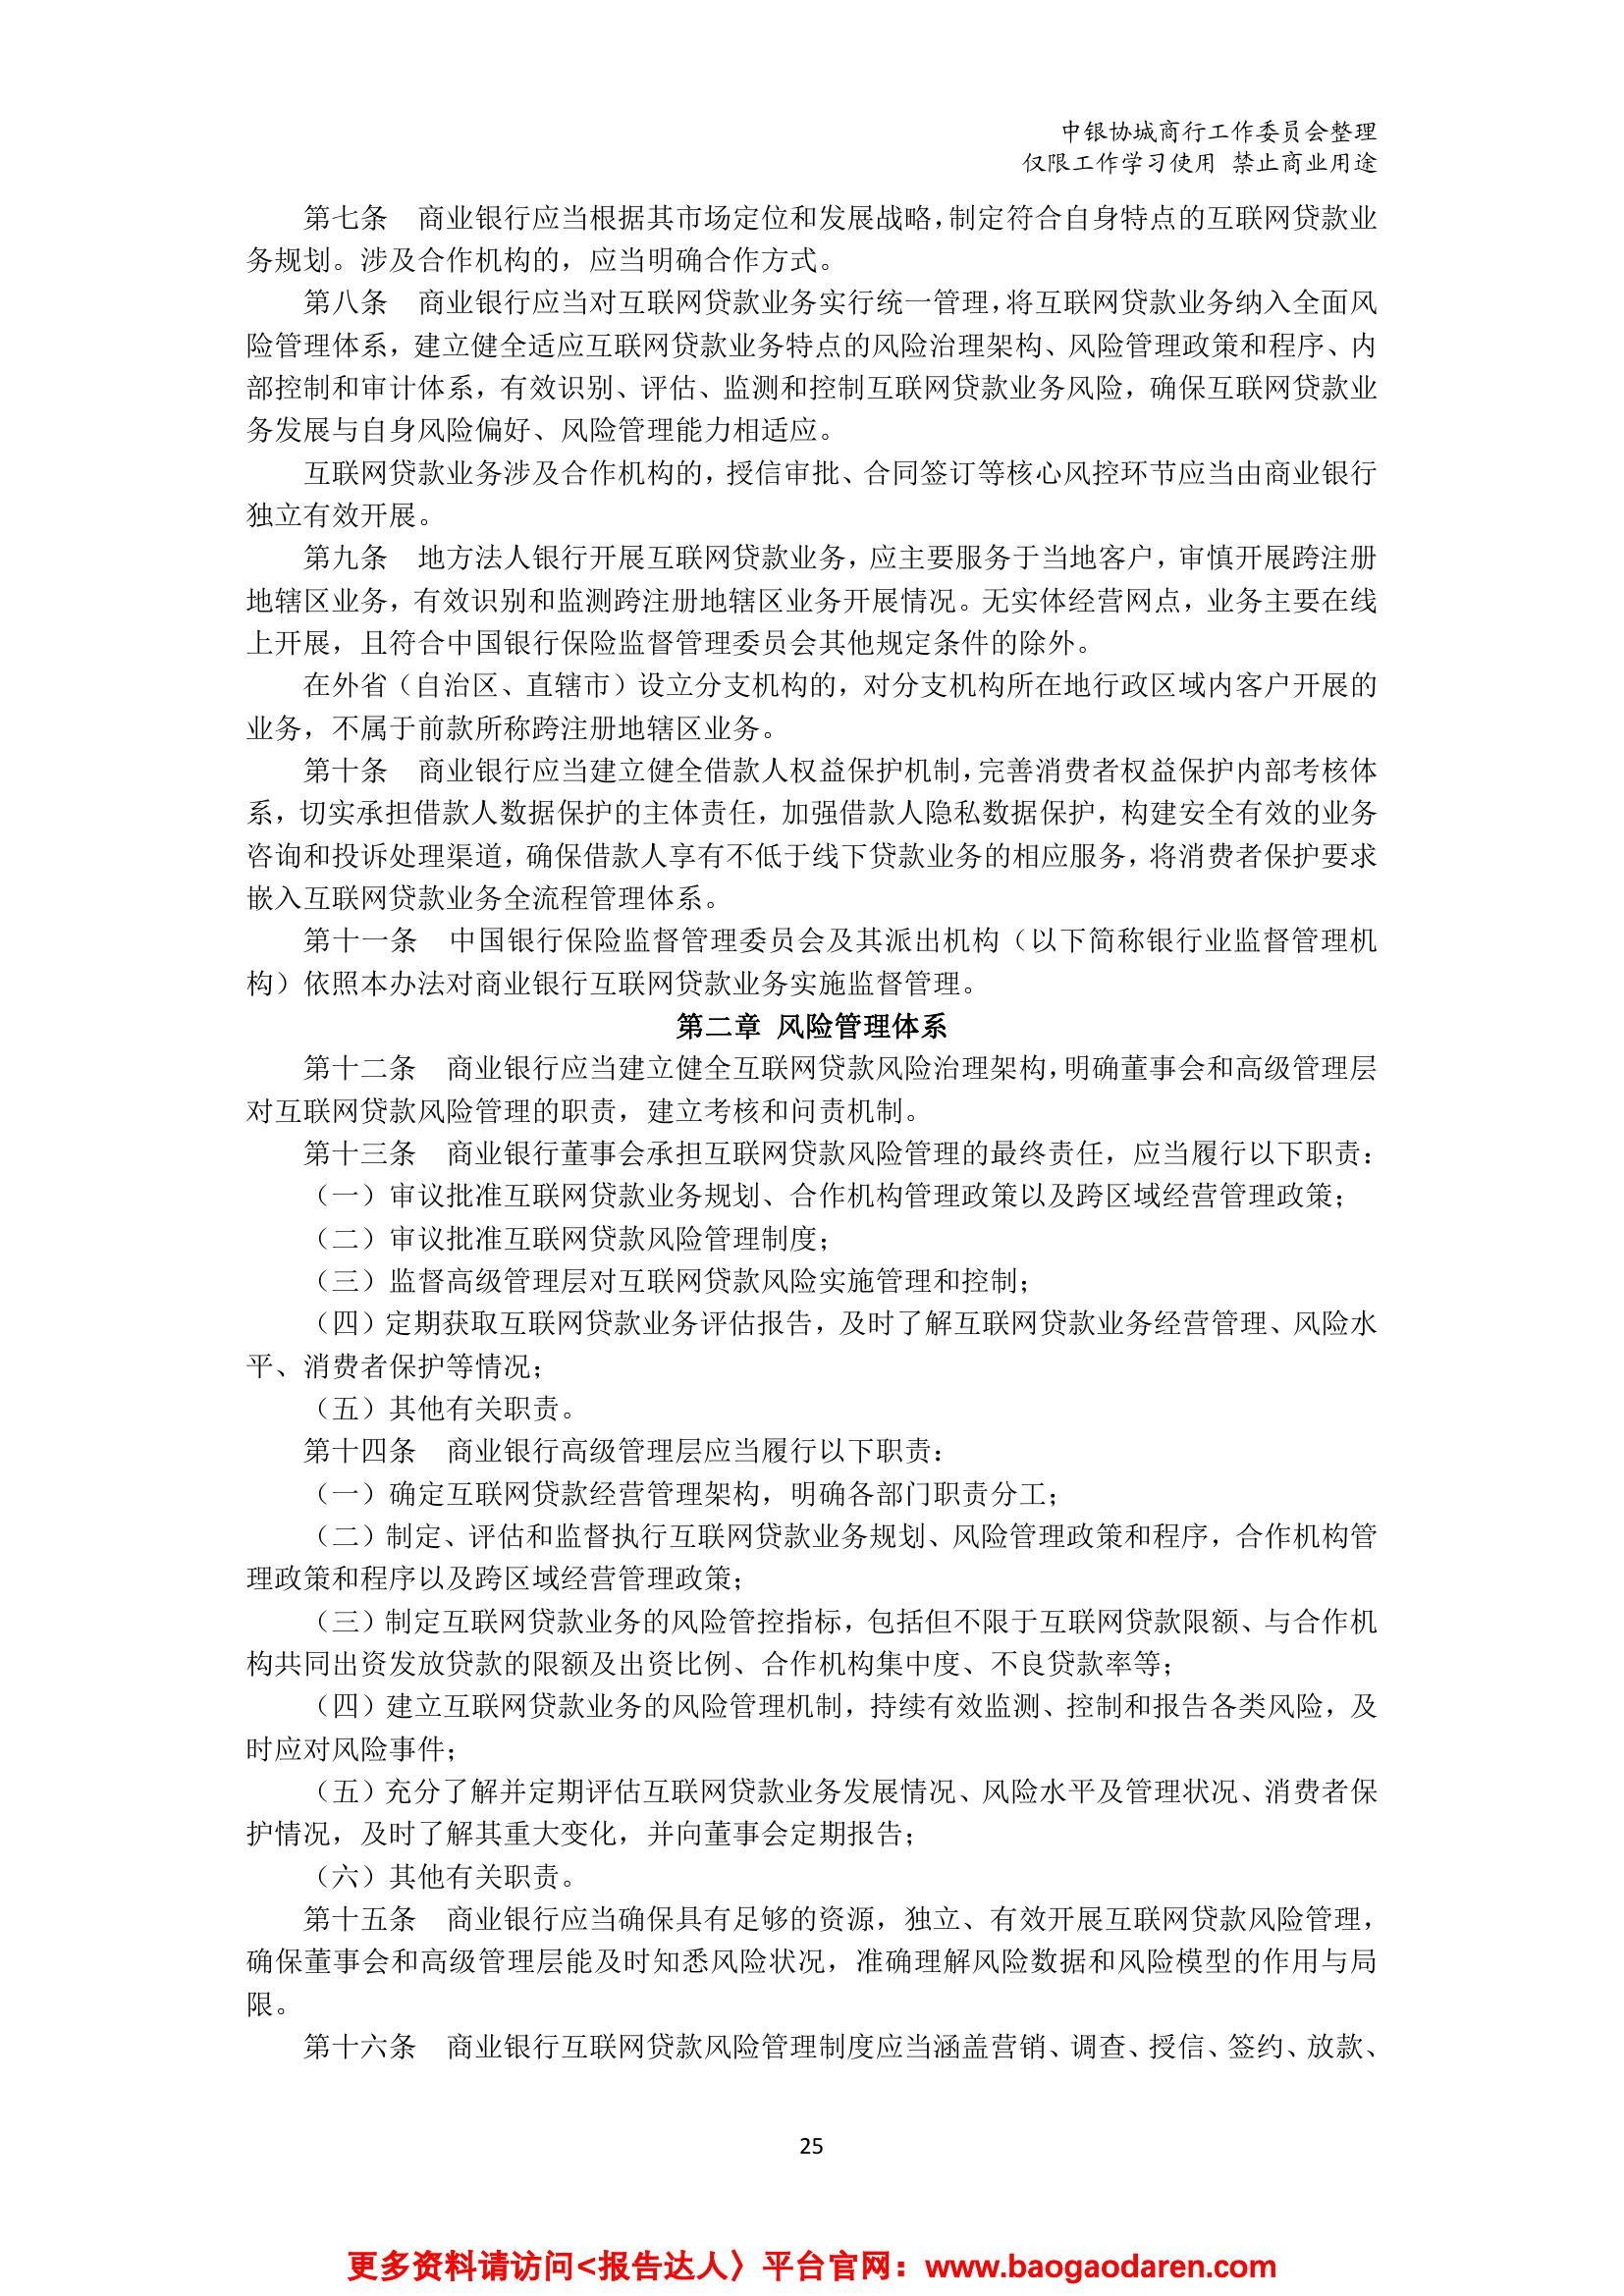 中银协城商行工作委员会整理
仅限工作学习使用 禁止商业用途
第七条　商业银行应当根据其市场定位和发展战略，制定符合自身特点的互联网贷款业
务规划。涉及合作机构的，应当明确合作方式。
第八条　商业银行应当对互联网贷款业务实行统一管理，将互联网贷款业务纳入全面风
险管理体系，建立健全适应互联网贷款业务特点的风险治理架构、风险管理政策和程序、内
部控制和审计体系，有效识别、评估、监测和控制互联网贷款业务风险，确保互联网贷款业
务发展与自身风险偏好、风险管理能力相适应。
互联网贷款业务涉及合作机构的，授信审批、合同签订等核心风控环节应当由商业银行
独立有效开展。
第九条　地方法人银行开展互联网贷款业务，应主要服务于当地客户，审慎开展跨注册
地辖区业务，有效识别和监测跨注册地辖区业务开展情况。无实体经营网点，业务主要在线
上开展，且符合中国银行保险监督管理委员会其他规定条件的除外。
在外省（自治区、直辖市）设立分支机构的，对分支机构所在地行政区域内客户开展的
业务，不属于前款所称跨注册地辖区业务。
第十条　商业银行应当建立健全借款人权益保护机制，完善消费者权益保护内部考核体
系，切实承担借款人数据保护的主体责任，加强借款人隐私数据保护，构建安全有效的业务
咨询和投诉处理渠道，确保借款人享有不低于线下贷款业务的相应服务，将消费者保护要求
嵌入互联网贷款业务全流程管理体系。
第十一条　中国银行保险监督管理委员会及其派出机构（以下简称银行业监督管理机
构）依照本办法对商业银行互联网贷款业务实施监督管理。
第二章 风险管理体系
第十二条　商业银行应当建立健全互联网贷款风险治理架构，明确董事会和高级管理层
对互联网贷款风险管理的职责，建立考核和问责机制。
第十三条　商业银行董事会承担互联网贷款风险管理的最终责任，应当履行以下职责：
（一）审议批准互联网贷款业务规划、合作机构管理政策以及跨区域经营管理政策；
（二）审议批准互联网贷款风险管理制度；
（三）监督高级管理层对互联网贷款风险实施管理和控制；
（四）定期获取互联网贷款业务评估报告，及时了解互联网贷款业务经营管理、风险水
平、消费者保护等情况；
（五）其他有关职责。
第十四条　商业银行高级管理层应当履行以下职责：
（一）确定互联网贷款经营管理架构，明确各部门职责分工；
（二）制定、评估和监督执行互联网贷款业务规划、风险管理政策和程序，合作机构管
理政策和程序以及跨区域经营管理政策；
（三）制定互联网贷款业务的风险管控指标，包括但不限于互联网贷款限额、与合作机
构共同出资发放贷款的限额及出资比例、合作机构集中度、不良贷款率等；
（四）建立互联网贷款业务的风险管理机制，持续有效监测、控制和报告各类风险，及
时应对风险事件；
（五）充分了解并定期评估互联网贷款业务发展情况、风险水平及管理状况、消费者保
护情况，及时了解其重大变化，并向董事会定期报告；
（六）其他有关职责。
第十五条　商业银行应当确保具有足够的资源，独立、有效开展互联网贷款风险管理，
确保董事会和高级管理层能及时知悉风险状况，准确理解风险数据和风险模型的作用与局
限。
第十六条　商业银行互联网贷款风险管理制度应当涵盖营销、调查、授信、签约、放款、
25
更多资料请访问<报告达人〉平台官网：www.baogaodaren.com